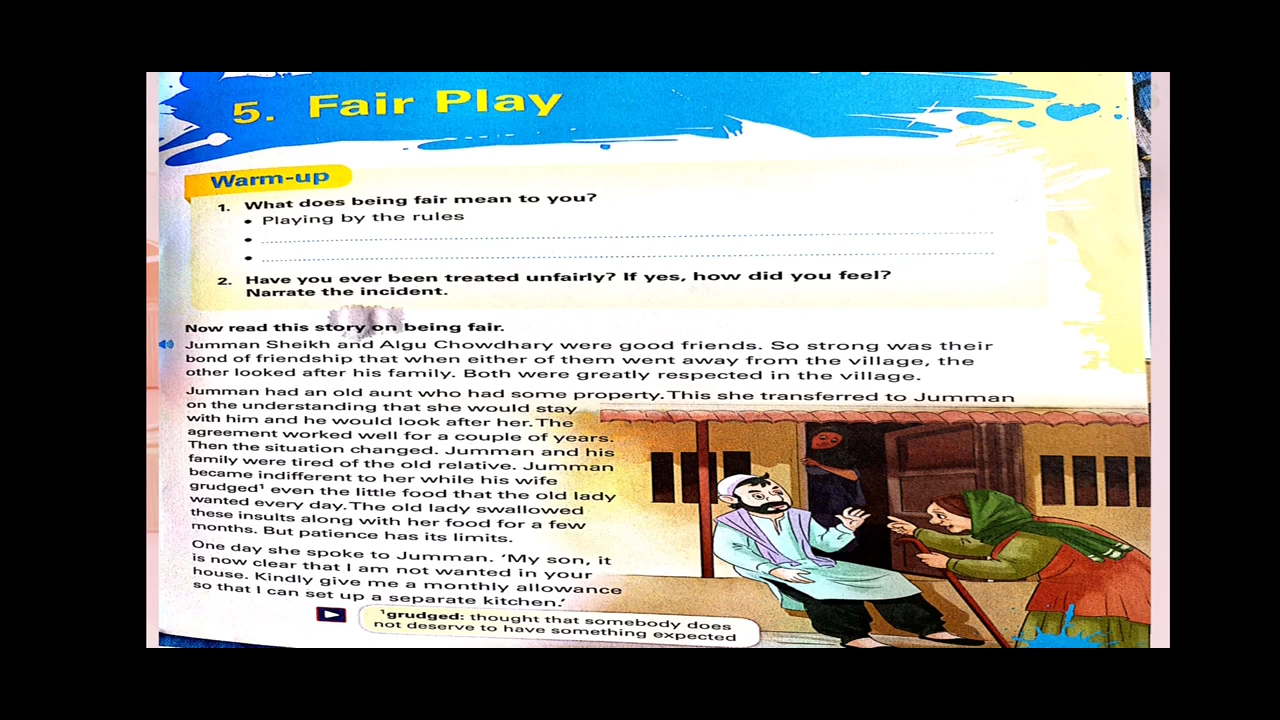 5. Fair Play
Warm-up
1. What does being fair mean to you?
• Playing by the rules
•
•
2. Have you ever been treated unfairly? If yes, how did you feel?
Narrate the incident.
Now read this story on being fair.
Jumman Sheikh and Algu Chowdhary were good friends. So strong was their
bond of friendship that when either of them went away from the village, the
other looked after his family. Both were greatly respected in the village.
Jumman had an old aunt who had some property. This she transferred to Jumman
on the understanding that she would stay
with him and he would look after her. The
agreement worked well for a couple of years.
Then the situation changed. Jumman and his
family were tired of the old relative. Jumman
became indifferent to her while his wife
grudged¹ even the little food that the old lady
wanted every day. The old lady swallowed
these insults along with her food for a few
months. But patience has its limits.
One day she spoke to Jumman. ‘My son, it
is now clear that I am not wanted in your
house. Kindly give me a monthly allowance
so that I can set up a separate kitchen.’
¹grudged: thought that somebody does
not deserve to have something expected